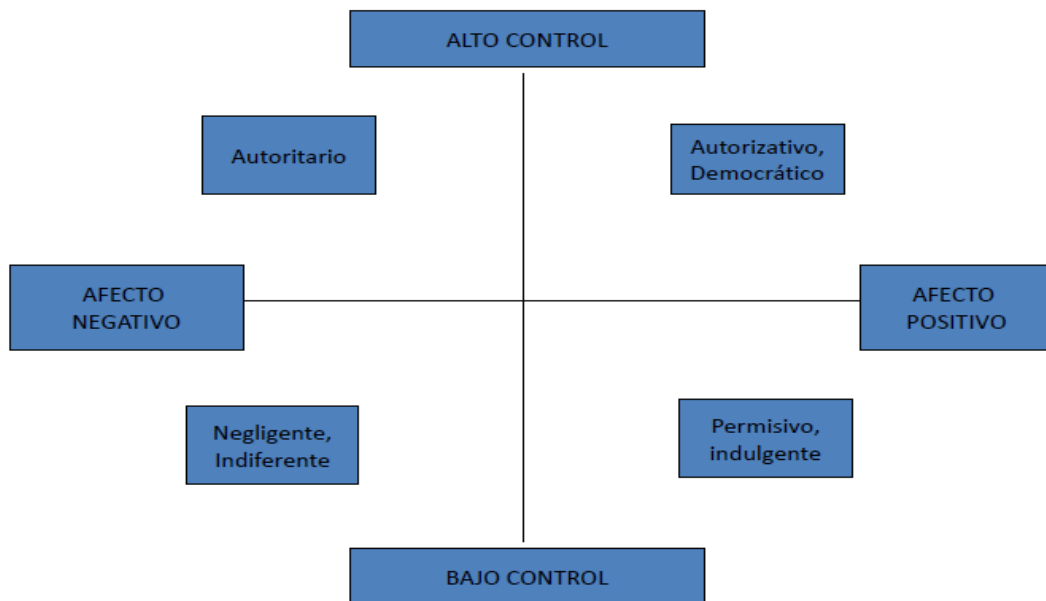 ALTO CONTROL
Autoritario
Autorizativo,
Democrático
AFECTO
NEGATIVO
AFECTO
POSITIVO
Negligente,
Indiferente
Permisivo,
indulgente
BAJO CONTROL